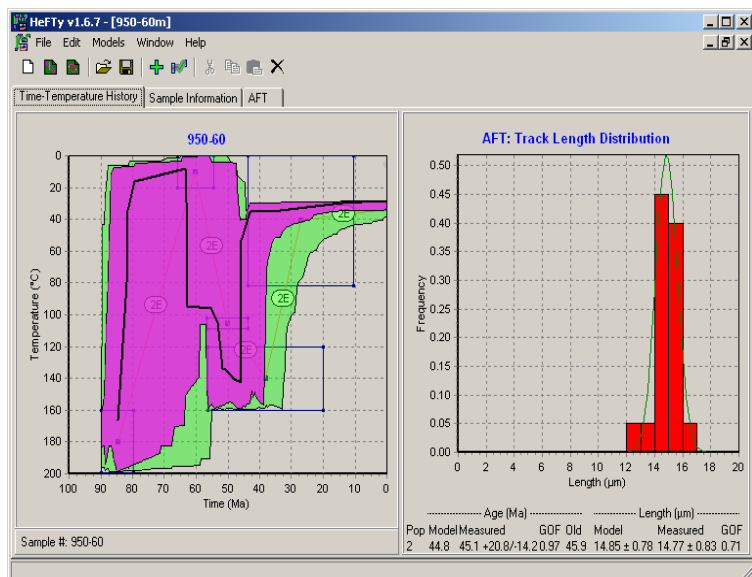 HeFTy v1.6.7 - [950-60m]
File Edit Models Window Help
Time-Temperature History Sample Information AFT
950-60
0
20
40
60
80
100
120
140
160
180
200
Temperature (°C)
2E
2E
2E
2E
2E
100 90 80 70 60 50 40 30 20 10 0
Time (Ma)
Sample #: 950-60
AFT: Track Length Distribution
0.50
0.45
0.40
0.35
0.30
0.25
0.20
0.15
0.10
0.05
0.00
Frequency
0 2 4 6 8 10 12 14 16 18 20
Length (µm)
Age (Ma) Length (µm)
Pop Model Measured GOF Old Model Measured GOF
2 44.8 45.1 +20.8/-14.2 0.97 45.9 14.85 ± 0.78 14.77 ± 0.83 0.71